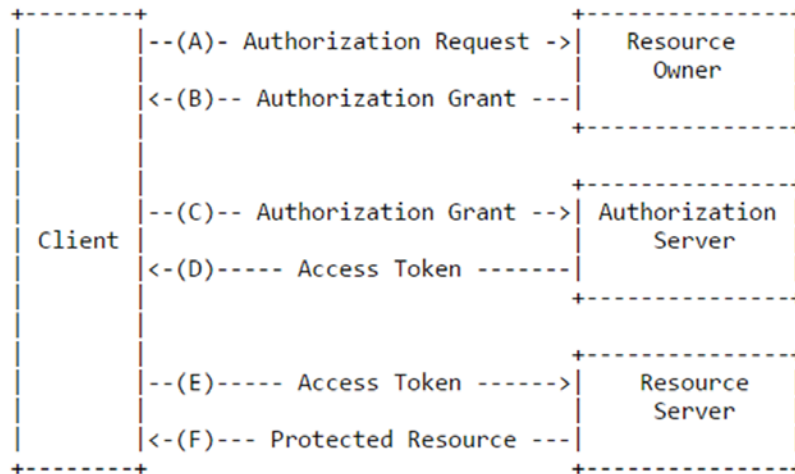 +--------+                               +---------------
|        |--(A)- Authorization Request ->|   Resource    |
|        |                               |     Owner     |
|        |<-(B)-- Authorization Grant ---|               |
|        |                               +---------------
|        |
|        |                               +---------------
|        |--(C)-- Authorization Grant -->| Authorization |
| Client |                               |     Server    |
|        |<-(D)----- Access Token -------|               |
|        |                               +---------------
|        |
|        |                               +---------------
|        |--(E)----- Access Token ------>|    Resource   |
|        |                               |     Server    |
|        |<-(F)--- Protected Resource ---|               |
+--------+                               +---------------